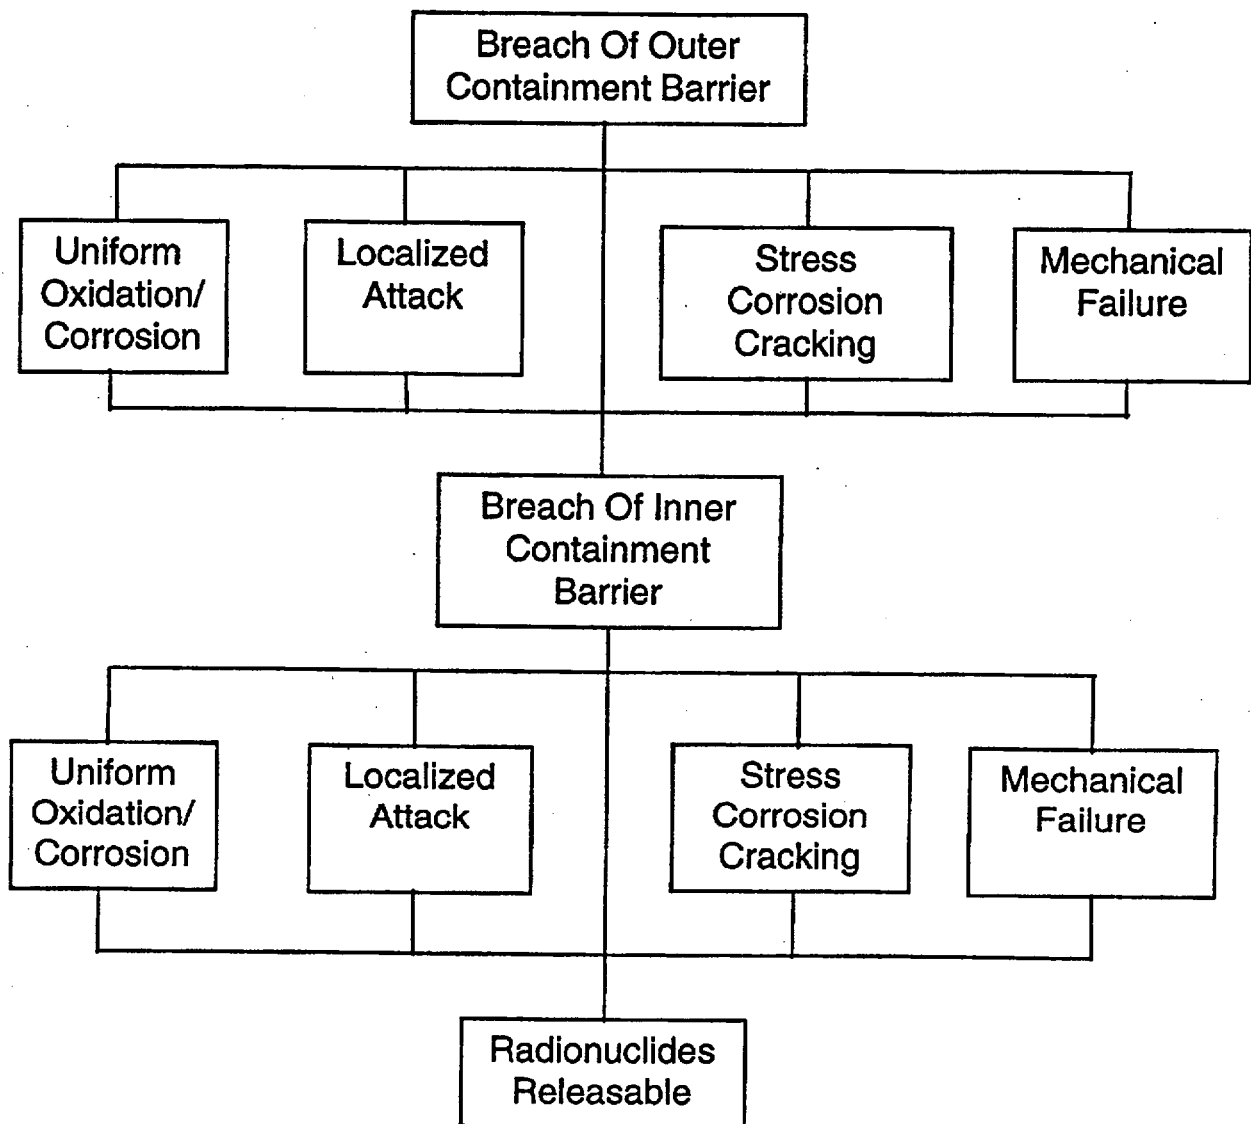 Breach Of Outer
Containment Barrier
Uniform
Oxidation/
Corrosion
Localized
Attack
Stress
Corrosion
Cracking
Mechanical
Failure
Breach Of Inner
Containment
Barrier
Uniform
Oxidation/
Corrosion
Localized
Attack
Stress
Corrosion
Cracking
Mechanical
Failure
Radionuclides
Releasable